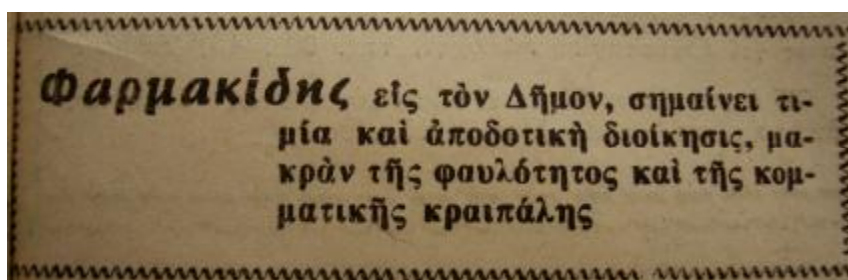 Φαρμακίδης εἰς τὸν Δῆμον, σημαίνει τι-
μία καὶ ἀποδοτικὴ διοίκησις, μα-
κρὰν τῆς φαυλότητος καὶ τῆς κομ-
ματικῆς κραιπάλης